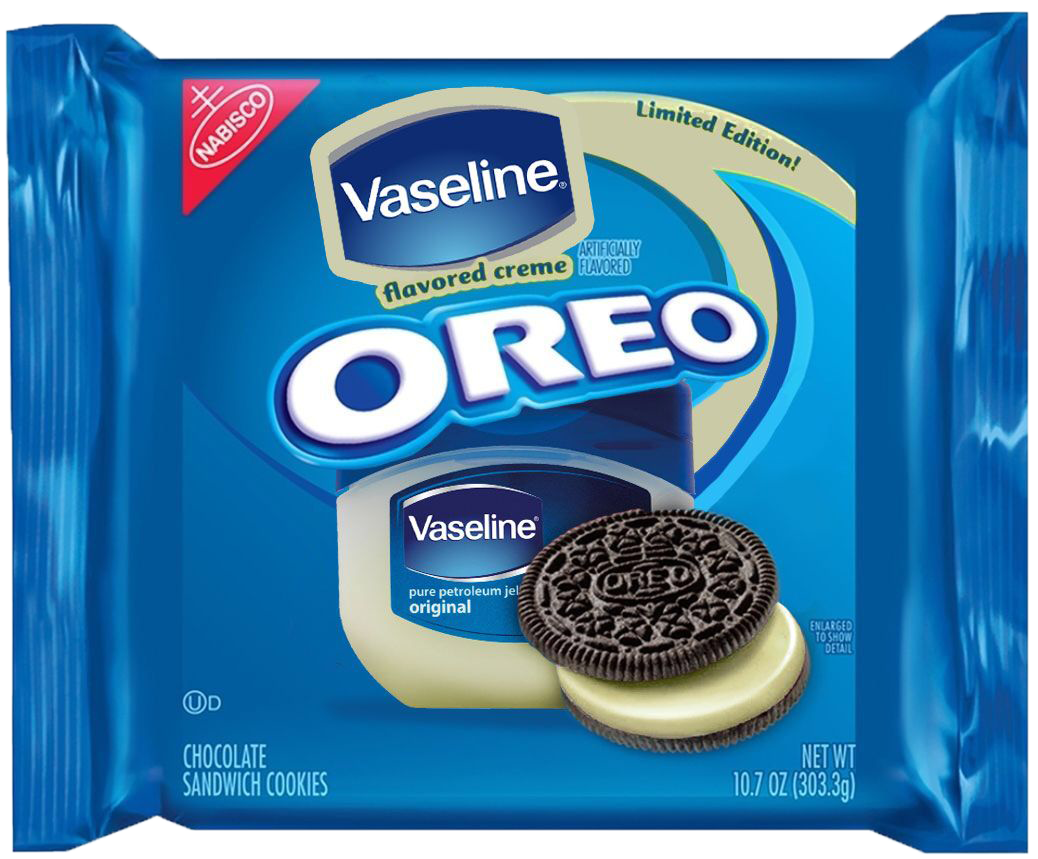 NABISCO
Limited Edition!
Vaseline®
ARTIFICIALLY
FLAVORED
flavored creme
OREO
Vaseline®
pure petroleum jel
original
OREO
ENLARGED
TO SHOW
DETAIL
UD
CHOCOLATE
SANDWICH COOKIES
NET WT
10.7 OZ (303.3g)